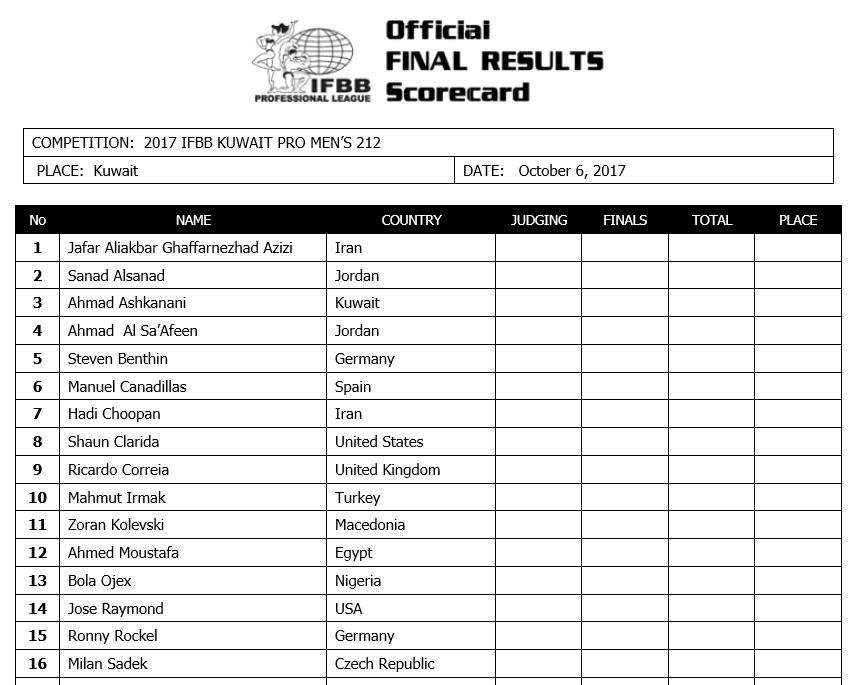 Official
FINAL RESULTS
Scorecard
IFBB
PROFESSIONAL LEAGUE
COMPETITION: 2017 IFBB KUWAIT PRO MEN’S 212
PLACE: Kuwait DATE: October 6, 2017
No NAME COUNTRY JUDGING FINALS TOTAL PLACE
1 Jafar Aliakbar Ghaffarnezhad Azizi Iran
2 Sanad Alsanad Jordan
3 Ahmad Ashkanani Kuwait
4 Ahmad Al Sa’Afeen Jordan
5 Steven Benthin Germany
6 Manuel Canadillas Spain
7 Hadi Choopan Iran
8 Shaun Clarida United States
9 Ricardo Correia United Kingdom
10 Mahmut Irmak Turkey
11 Zoran Kolevski Macedonia
12 Ahmed Moustafa Egypt
13 Bola Ojex Nigeria
14 Jose Raymond USA
15 Ronny Rockel Germany
16 Milan Sadek Czech Republic